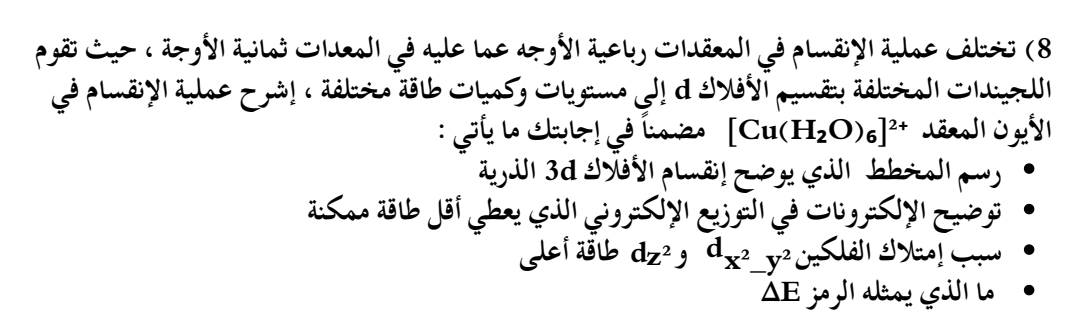 8) تختلف عملية الإنقسام في المعقدات رباعية الأوجه عما عليه في المعدات ثمانية الأوجة ، حيث تقوم
اللجيندات المختلفة بتقسيم الأفلاك d إلى مستويات وكميات طاقة مختلفة ، إشرح عملية الإنقسام في
الأيون المعقد [Cu(H₂O)₆]²⁺ مضمناً في إجابتك ما يأتي :
• رسم المخطط الذي يوضح إنقسام الأفلاك 3d الذرية
• توضيح الإلكترونات في التوزيع الإلكتروني الذي يعطي أقل طاقة ممكنة
• سبب إمتلاك الفلكين dx²_y² و dz² طاقة أعلى
• ما الذي يمثله الرمز ΔE